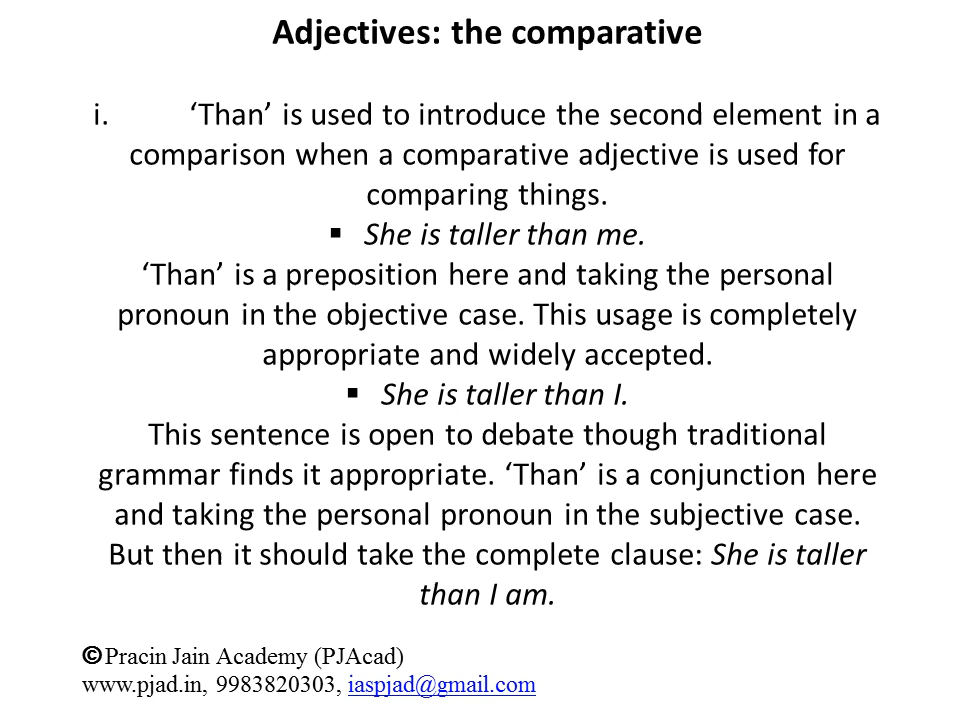 Adjectives: the comparative
i. ‘Than’ is used to introduce the second element in a
comparison when a comparative adjective is used for
comparing things.
▪ She is taller than me.
‘Than’ is a preposition here and taking the personal
pronoun in the objective case. This usage is completely
appropriate and widely accepted.
▪ She is taller than I.
This sentence is open to debate though traditional
grammar finds it appropriate. ‘Than’ is a conjunction here
and taking the personal pronoun in the subjective case.
But then it should take the complete clause: She is taller
than I am.
©Pracin Jain Academy (PJAcad)
www.pjad.in, 9983820303, iaspjad@gmail.com